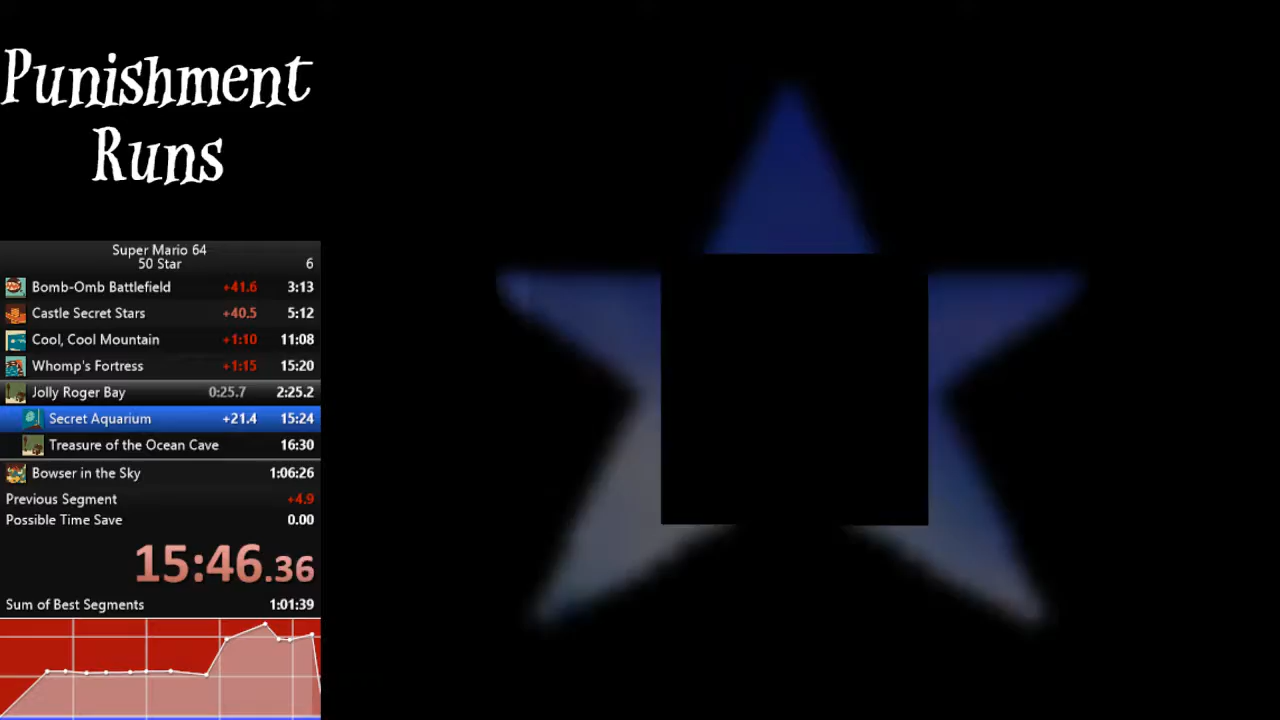 Punishment
Runs
Super Mario 64
50 Star 6
Bomb-Omb Battlefield +41.6 3:13
Castle Secret Stars +40.5 5:12
Cool, Cool Mountain +1:10 11:08
Whomp's Fortress +1:15 15:20
Jolly Roger Bay 0:25.7 2:25.2
Secret Aquarium +21.4 15:24
Treasure of the Ocean Cave 16:30
Bowser in the Sky 1:06:26
Previous Segment +4.9
Possible Time Save 0.00
15:46.36
Sum of Best Segments 1:01:39